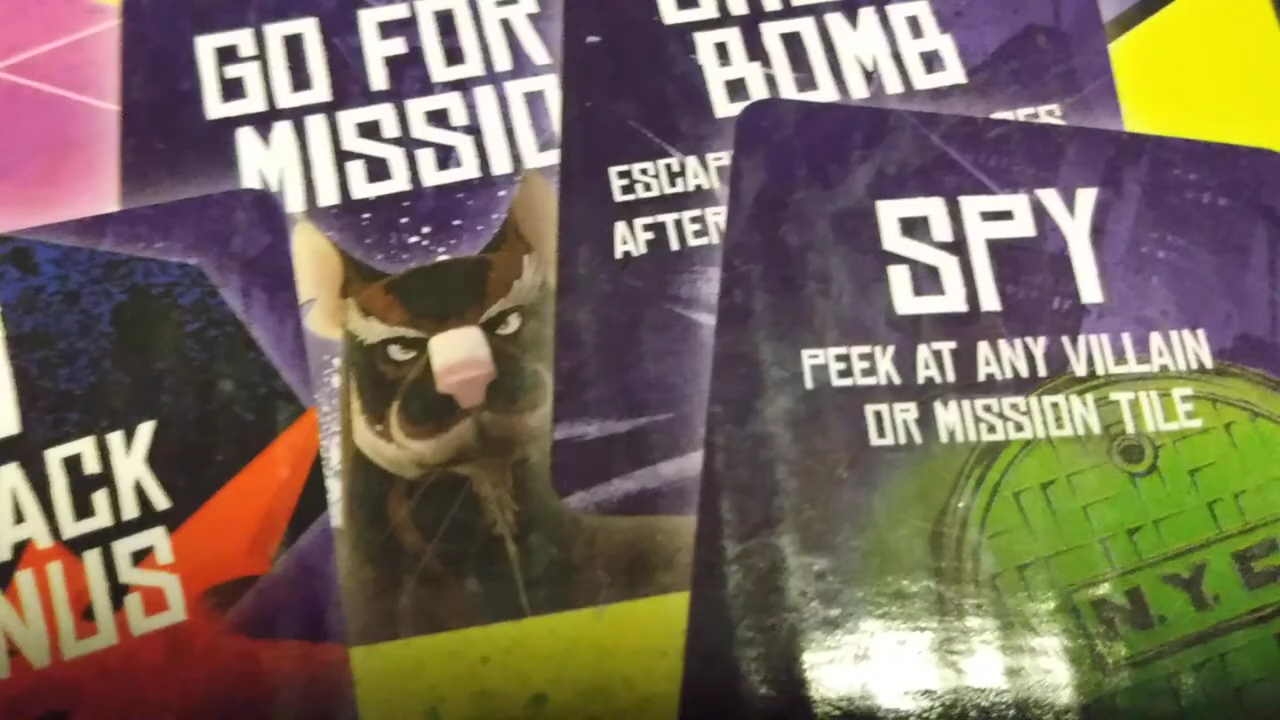 GO FOR
MISSIO
BOMB
ESCAP
AFTER
SPY
PEEK AT ANY VILLAIN
OR MISSION TILE
ACK
NUS
N.Y.